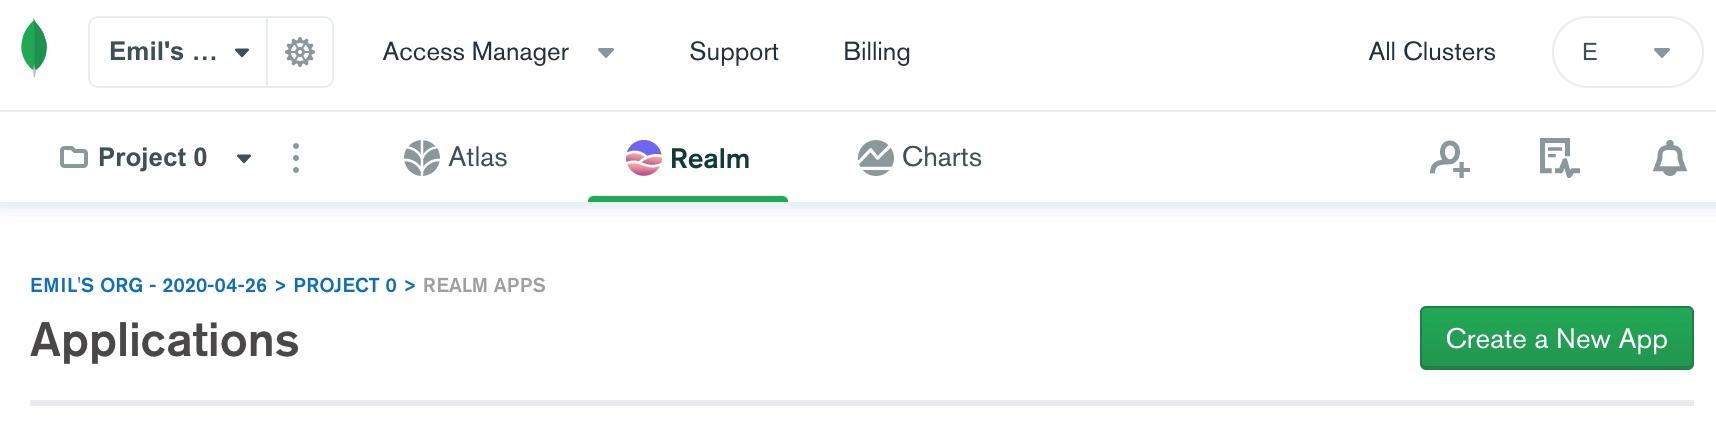 Emil's ... Access Manager Support Billing All Clusters E
Project 0 Atlas Realm Charts
EMIL'S ORG - 2020-04-26 > PROJECT 0 > REALM APPS
Applications
Create a New App